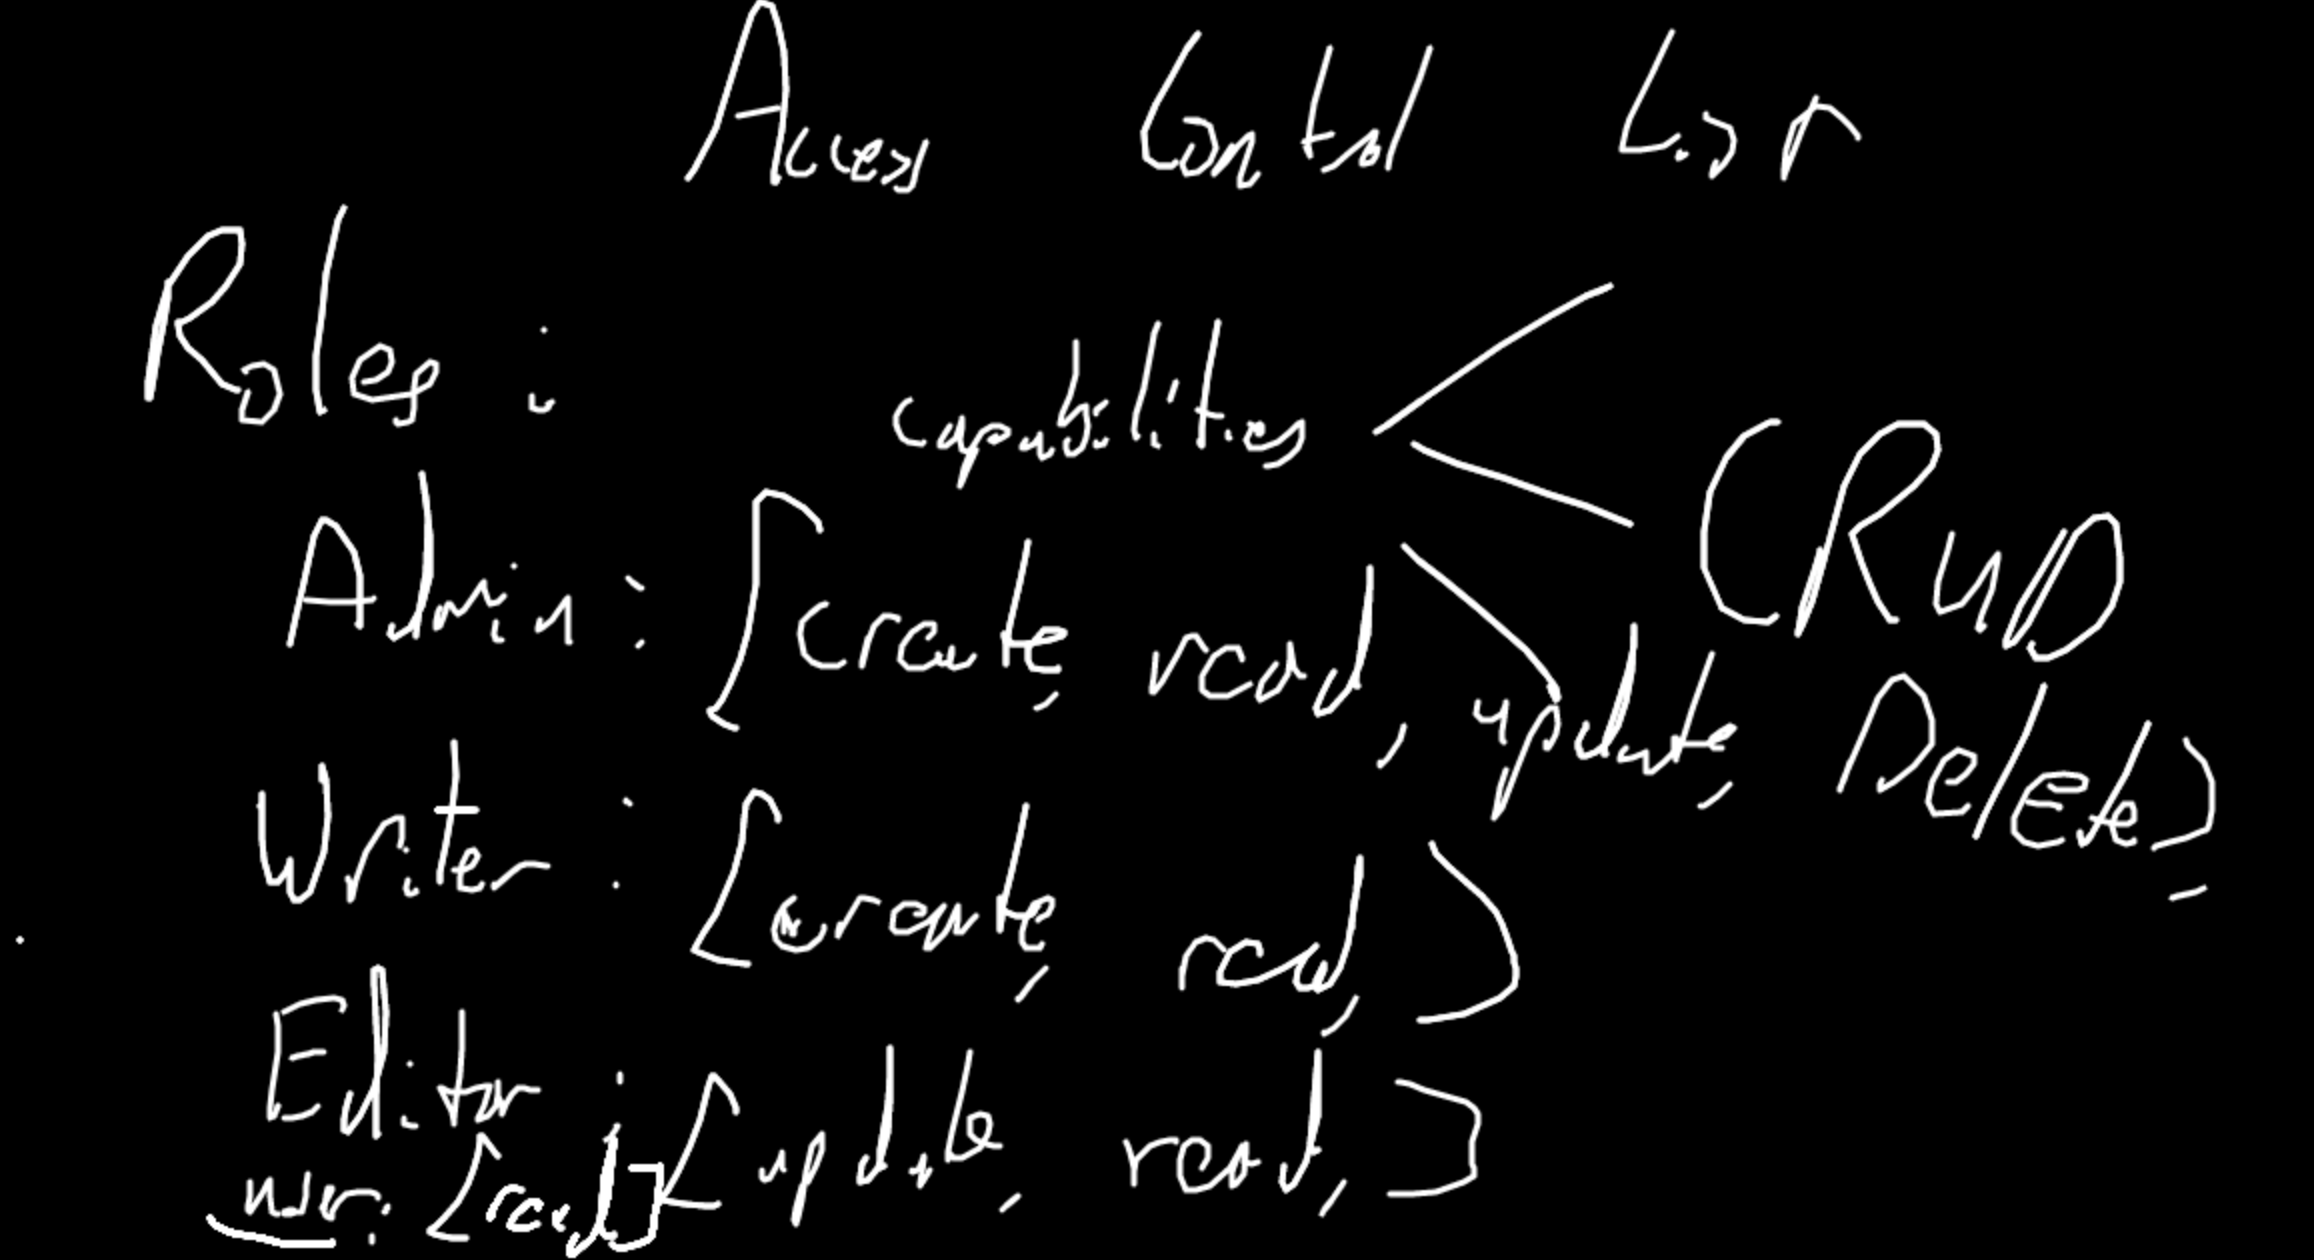 Access Control List
Roles:
capabilities
CRUD
Admin: [create, read, update, Delete],
Writer: [create, read,]
Editor: [update, read,]
user: [read]